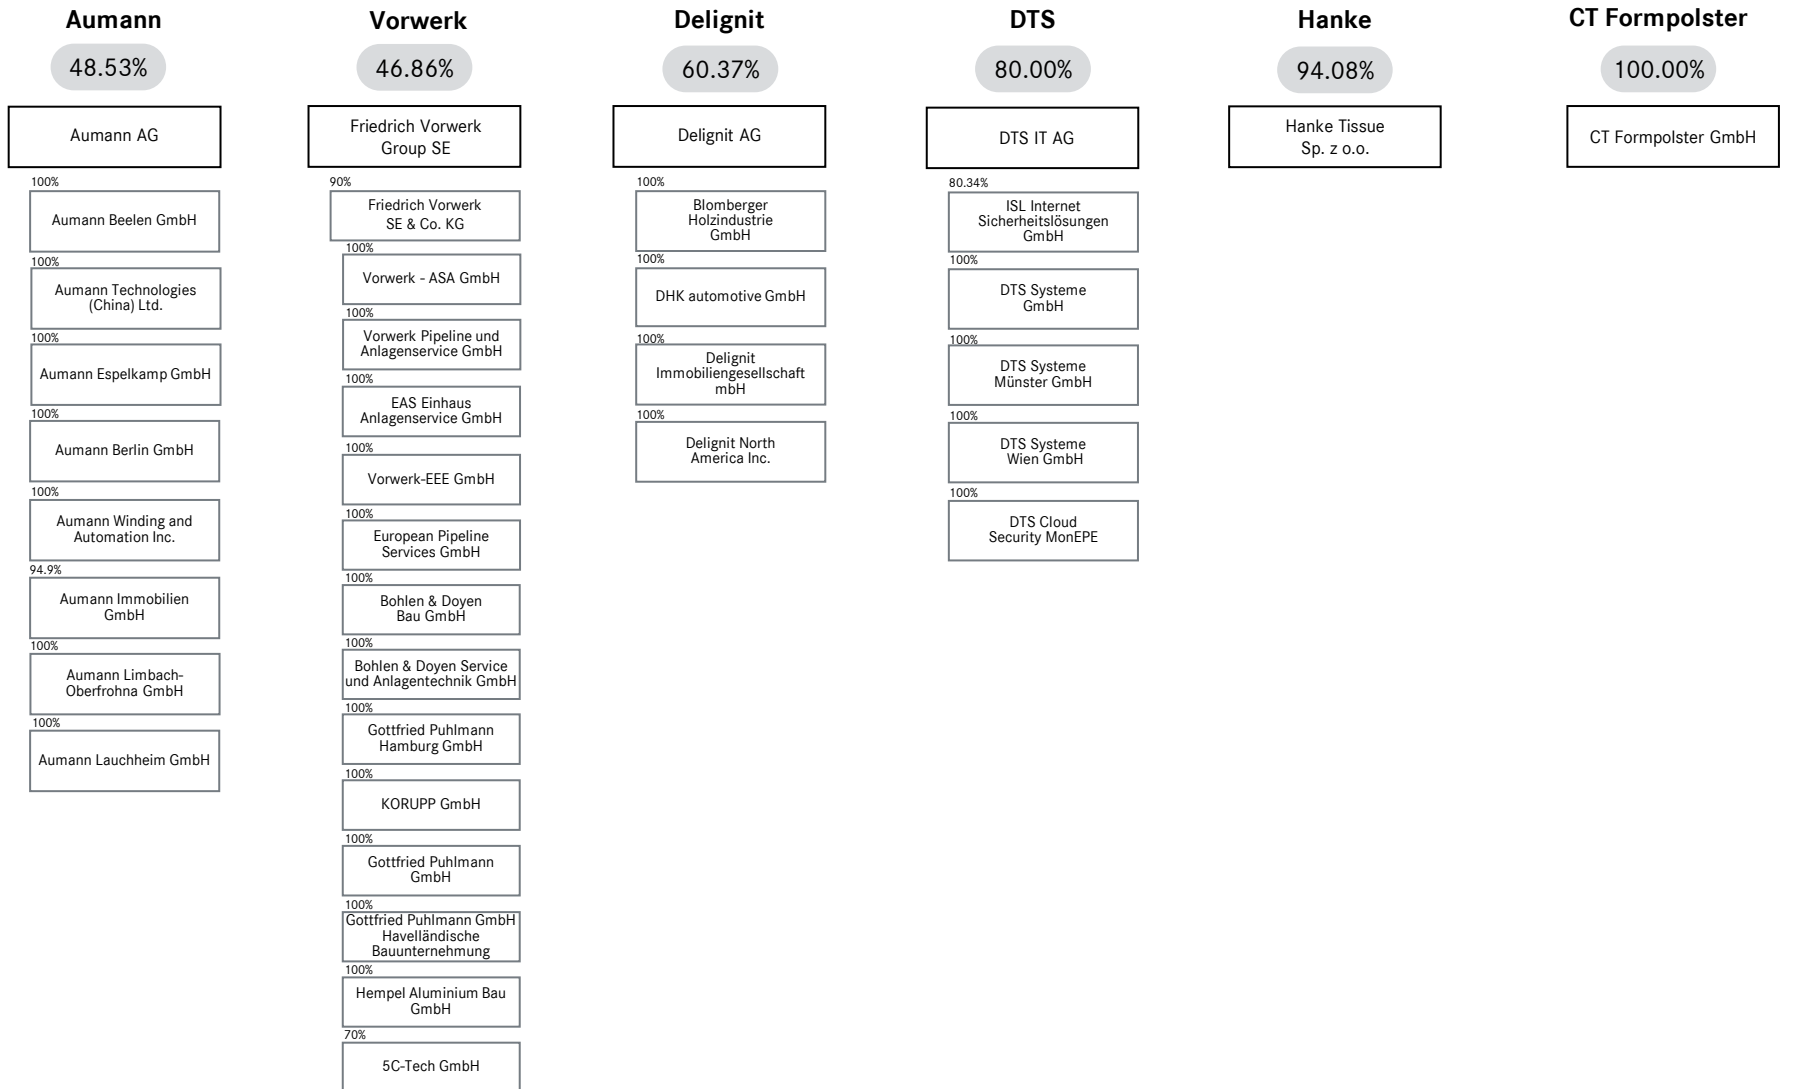 Aumann
48.53%
Aumann AG
100%
Aumann Beelen GmbH
100%
Aumann Technologies
(China) Ltd.
100%
Aumann Espelkamp GmbH
100%
Aumann Berlin GmbH
100%
Aumann Winding and
Automation Inc.
94.9%
Aumann Immobilien
GmbH
100%
Aumann Limbach-
Oberfrohna GmbH
100%
Aumann Lauchheim GmbH
Vorwerk
46.86%
Friedrich Vorwerk
Group SE
90%
Friedrich Vorwerk
SE & Co. KG
100%
Vorwerk - ASA GmbH
100%
Vorwerk Pipeline und
Anlagenservice GmbH
100%
EAS Einhaus
Anlagenservice GmbH
100%
Vorwerk-EEE GmbH
100%
European Pipeline
Services GmbH
100%
Bohlen & Doyen
Bau GmbH
100%
Bohlen & Doyen Service
und Anlagentechnik GmbH
100%
Gottfried Puhlmann
Hamburg GmbH
100%
KORUPP GmbH
100%
Gottfried Puhlmann
GmbH
100%
Gottfried Puhlmann GmbH
Havelländische
Bauunternehmung
100%
Hempel Aluminium Bau
GmbH
70%
5C-Tech GmbH
Delignit
60.37%
Delignit AG
100%
Blomberger
Holzindustrie
GmbH
100%
DHK automotive GmbH
100%
Delignit
Immobiliengesellschaft
mbH
100%
Delignit North
America Inc.
DTS
80.00%
DTS IT AG
80.34%
ISL Internet
Sicherheitslösungen
GmbH
100%
DTS Systeme
GmbH
100%
DTS Systeme
Münster GmbH
100%
DTS Systeme
Wien GmbH
100%
DTS Cloud
Security MonEPE
Hanke
94.08%
Hanke Tissue
Sp. z o.o.
CT Formpolster
100.00%
CT Formpolster GmbH